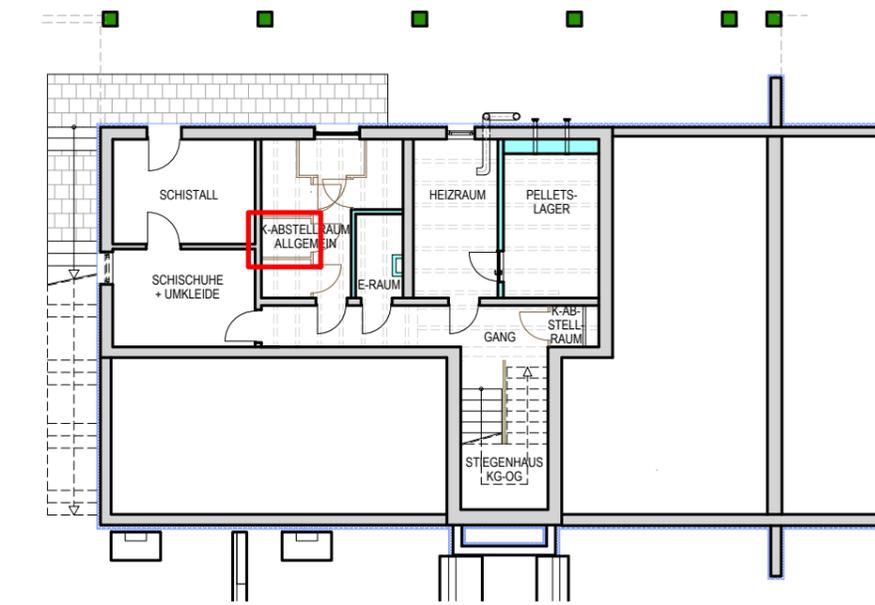 SCHISTALL
K-ABSTELLRAUM
ALLGEMEIN
HEIZRAUM
PELLETS-
LAGER
SCHISCHUHE
+ UMKLEIDE
E-RAUM
GANG
K-AB-
STELL-
RAUM
STIEGENHAUS
KG-OG